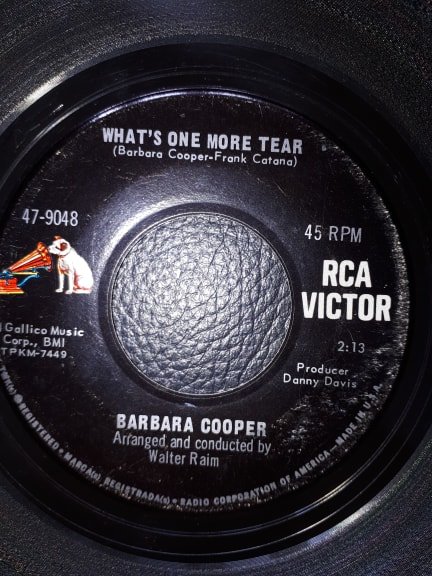 WHAT'S ONE MORE TEAR
(Barbara Cooper-Frank Catana)
47-9048
45 RPM
RCA
VICTOR
Gallico Music
Corp., BMI
TPKM-7449
2:13
Producer
Danny Davis
BARBARA COOPER
Arranged and conducted by
Walter Raim
REGISTERED • MARCA(s) REGISTRADA(s) • RADIO CORPORATION OF AMERICA - MADE IN U.S.A.